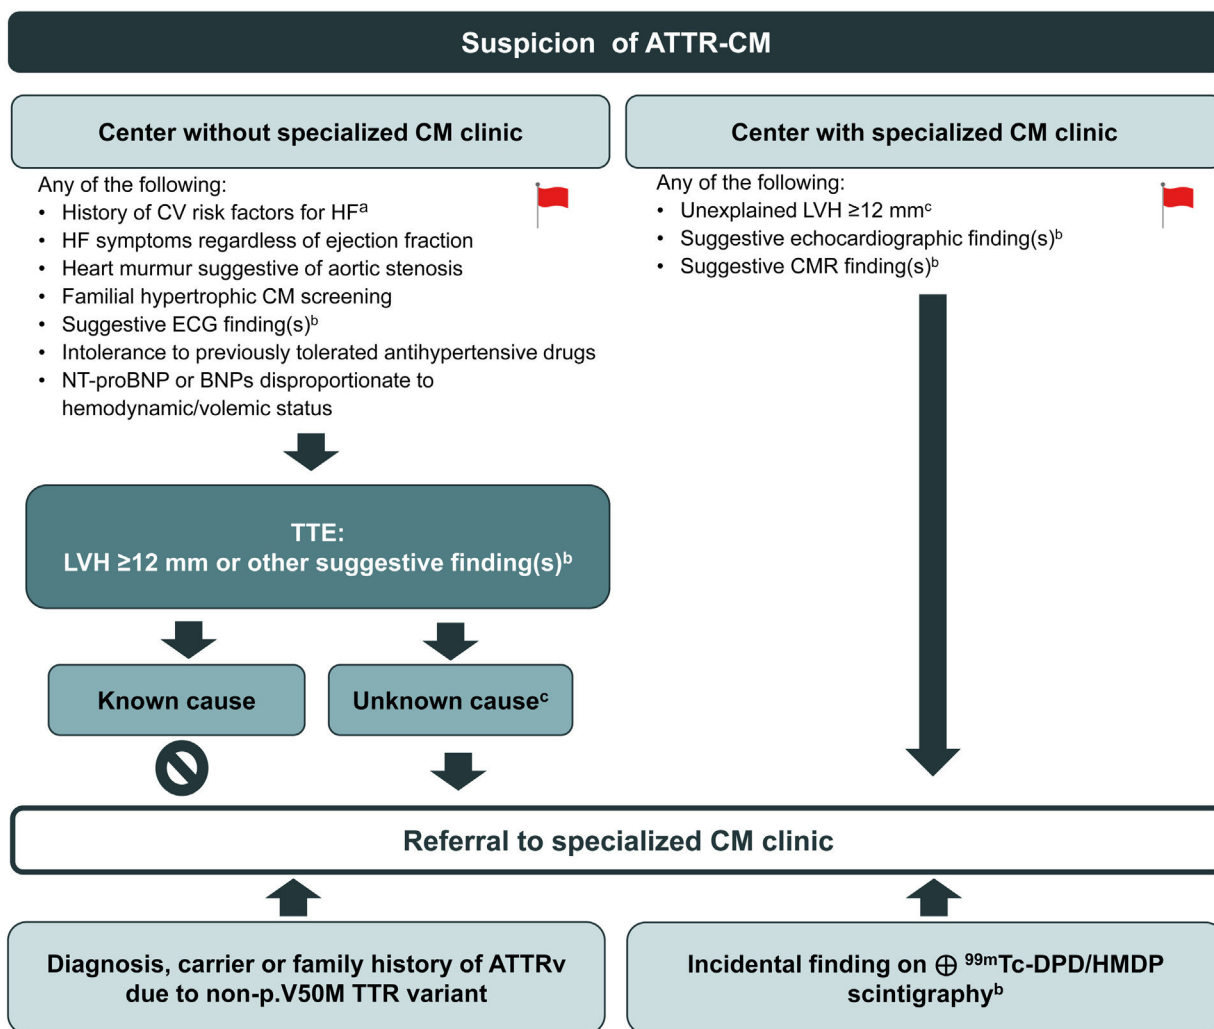 Suspicion of ATTR-CM
Center without specialized CM clinic
Any of the following:
• History of CV risk factors for HFᵃ
• HF symptoms regardless of ejection fraction
• Heart murmur suggestive of aortic stenosis
• Familial hypertrophic CM screening
• Suggestive ECG finding(s)ᵇ
• Intolerance to previously tolerated antihypertensive drugs
• NT-proBNP or BNPs disproportionate to
hemodynamic/volemic status
TTE:
LVH ≥12 mm or other suggestive finding(s)ᵇ
Known cause
Unknown causeᶜ
Center with specialized CM clinic
Any of the following:
• Unexplained LVH ≥12 mmᶜ
• Suggestive echocardiographic finding(s)ᵇ
• Suggestive CMR finding(s)ᵇ
Referral to specialized CM clinic
Diagnosis, carrier or family history of ATTRv
due to non-p.V50M TTR variant
Incidental finding on ⊕ ⁹⁹ᵐTc-DPD/HMDP
scintigraphyᵇ